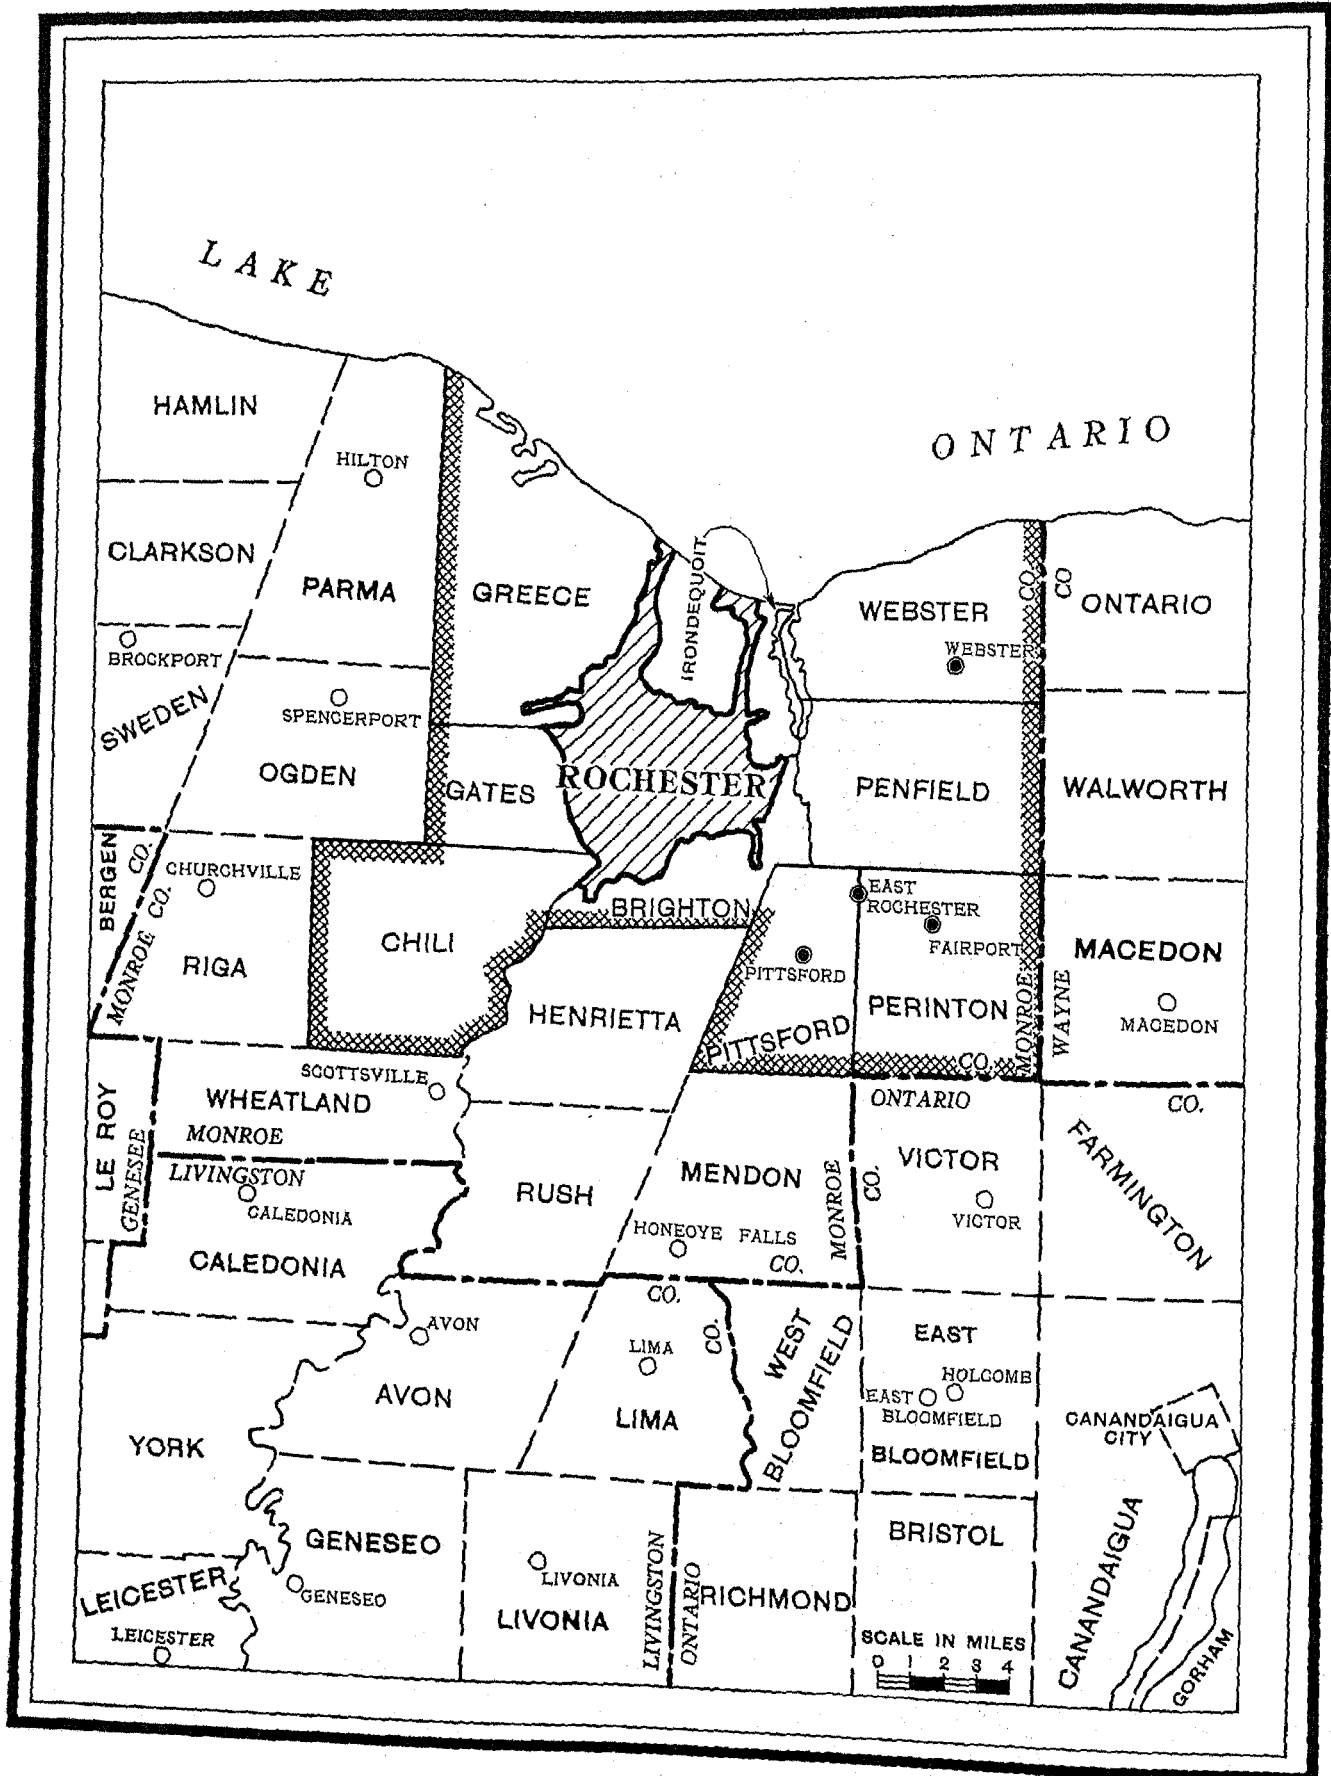 LAKE
ONTARIO
HAMLIN
HILTON
CLARKSON
PARMA
GREECE
IRONDEQUOIT
WEBSTER
CO.
CO
ONTARIO
WEBSTER
BROCKPORT
SWEDEN
SPENCERPORT
OGDEN
GATES
ROCHESTER
PENFIELD
WALWORTH
BERGEN
CO.
MONROE CO.
CHURCHVILLE
RIGA
CHILI
BRIGHTON
EAST
ROCHESTER
FAIRPORT
PITTSFORD
HENRIETTA
PITTSFORD
PERINTON
MONROE
CO.
WAYNE
MACEDON
MACEDON
LE ROY
GENESEE
SCOTTSVILLE
WHEATLAND
MONROE
LIVINGSTON
CALEDONIA
CALEDONIA
RUSH
MENDON
HONEOYE FALLS
CO.
MONROE
CO.
ONTARIO
VICTOR
VICTOR
CO.
FARMINGTON
AVON
AVON
CO.
CO.
LIMA
LIMA
WEST
BLOOMFIELD
EAST
HOLCOMB
EAST
BLOOMFIELD
BLOOMFIELD
CANANDAIGUA
CITY
YORK
GENESEO
GENESEO
LEICESTER
LEICESTER
LIVONIA
LIVONIA
LIVINGSTON
ONTARIO
RICHMOND
BRISTOL
CANANDAIGUA
GORHAM
SCALE IN MILES
0 1 2 3 4